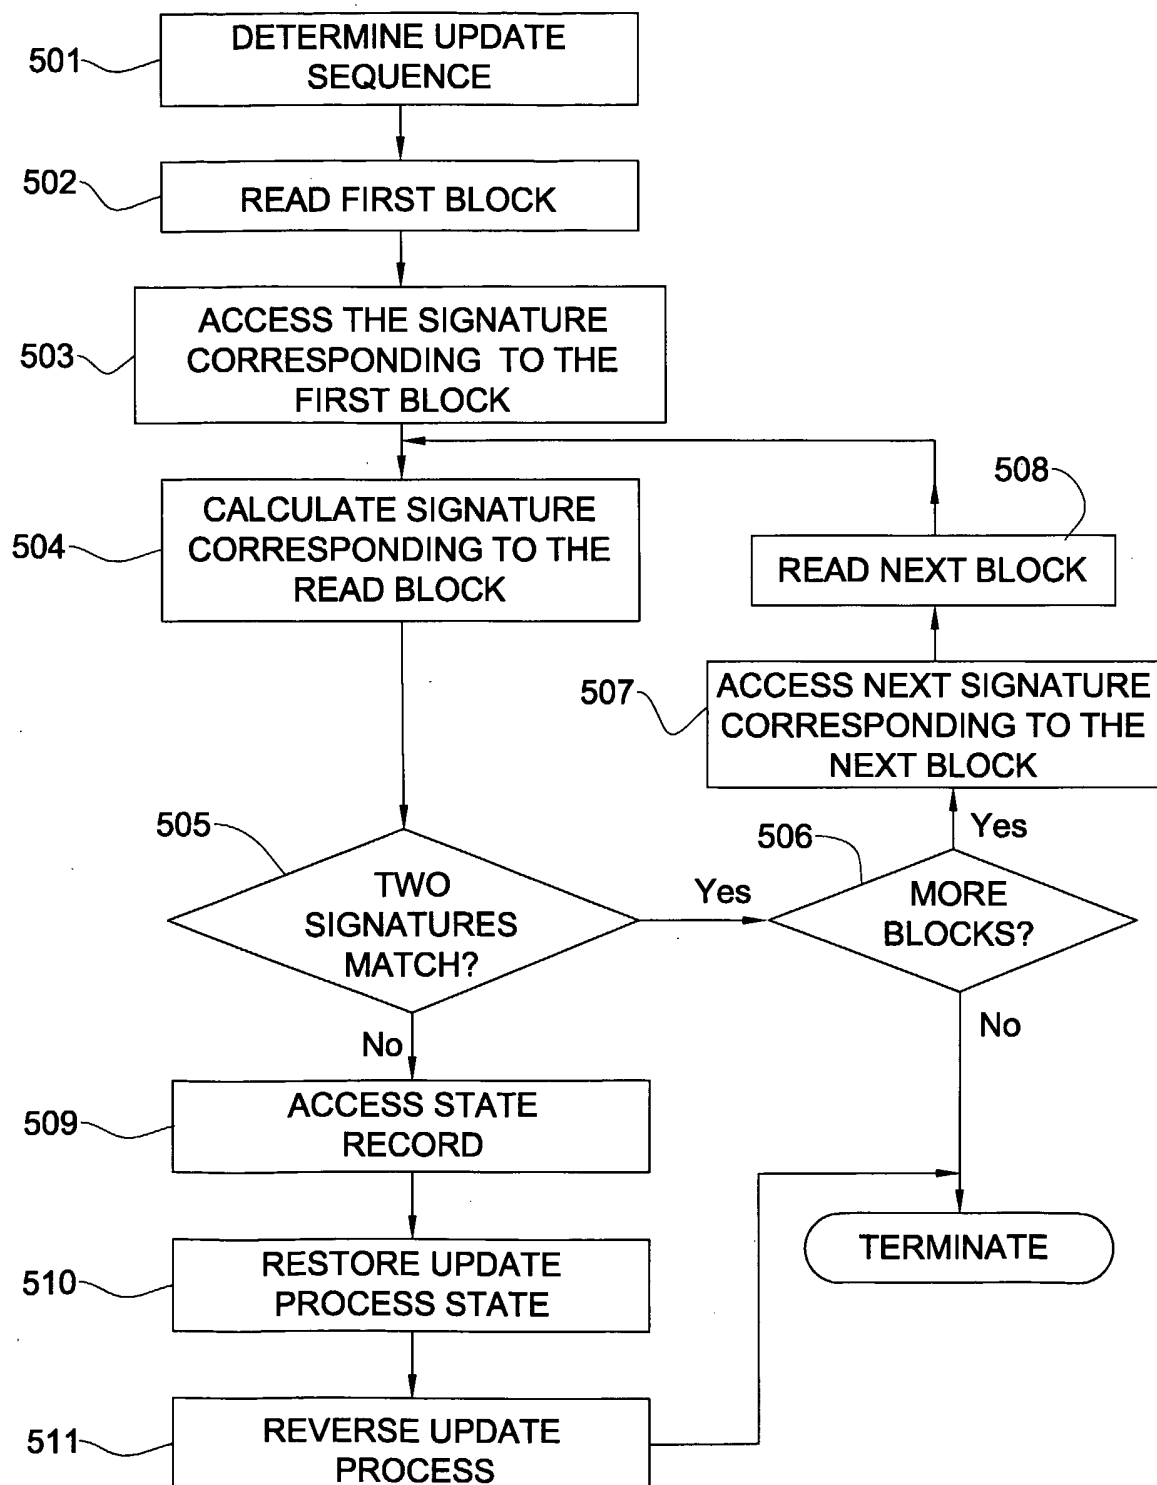 501
DETERMINE UPDATE
SEQUENCE
502
READ FIRST BLOCK
503
ACCESS THE SIGNATURE
CORRESPONDING TO THE
FIRST BLOCK
504
CALCULATE SIGNATURE
CORRESPONDING TO THE
READ BLOCK
508
READ NEXT BLOCK
507
ACCESS NEXT SIGNATURE
CORRESPONDING TO THE
NEXT BLOCK
Yes
505
TWO
SIGNATURES
MATCH?
Yes
506
MORE
BLOCKS?
No
No
509
ACCESS STATE
RECORD
510
RESTORE UPDATE
PROCESS STATE
TERMINATE
511
REVERSE UPDATE
PROCESS